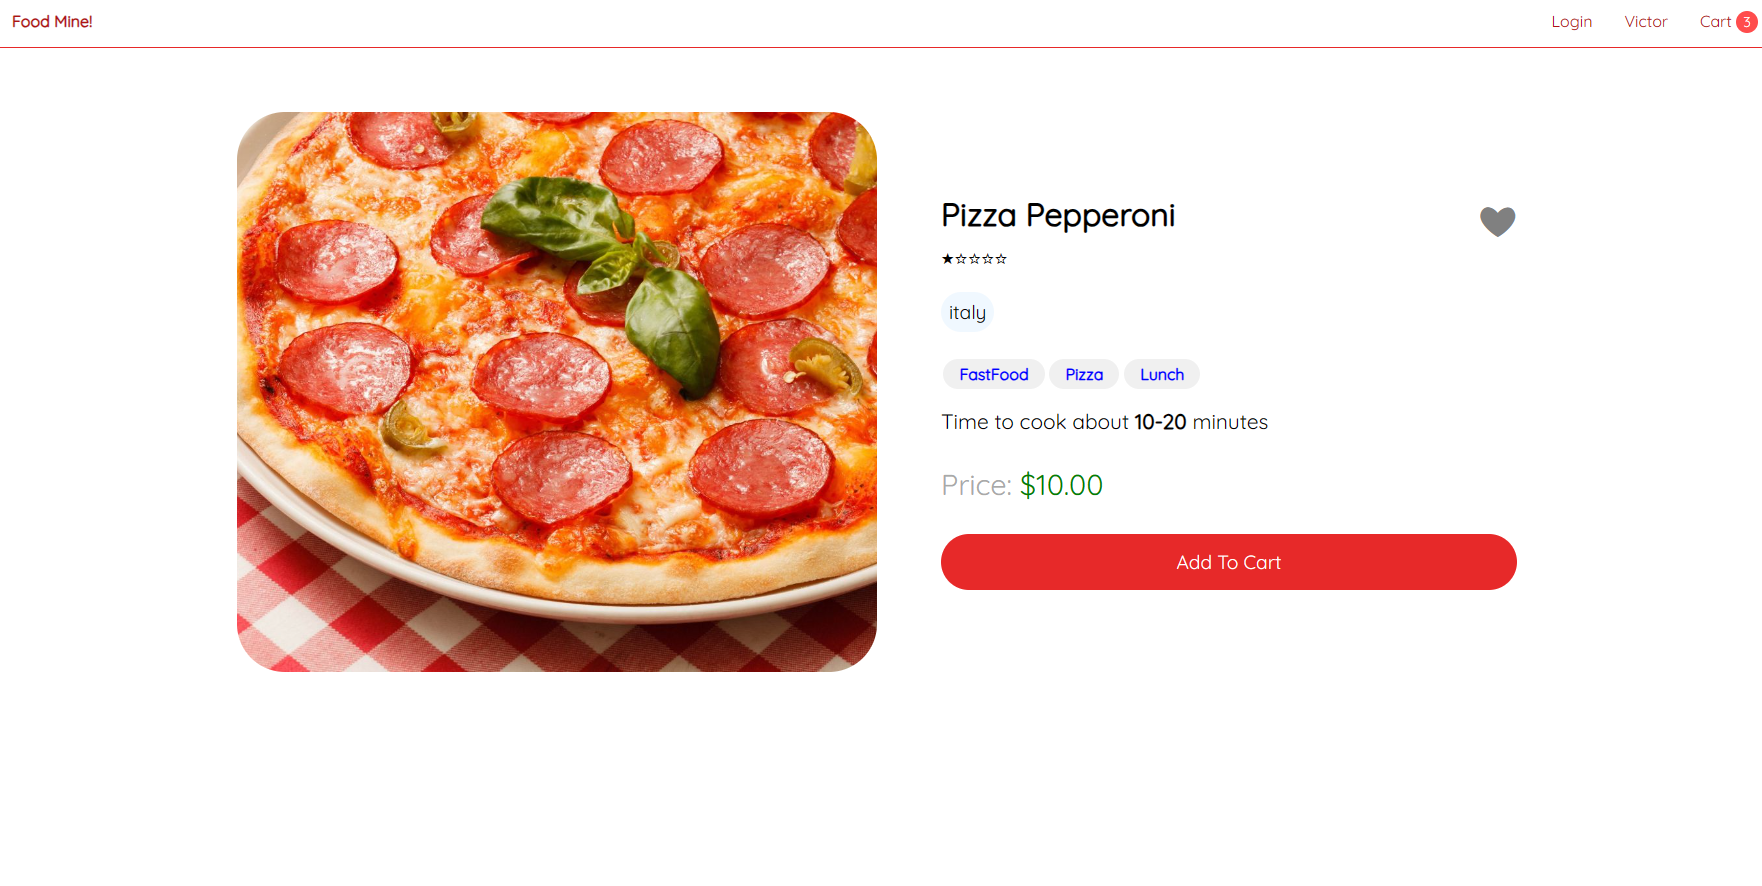 Food Mine!
Login Victor Cart 3
Pizza Pepperoni
★☆☆☆☆
italy
FastFood Pizza Lunch
Time to cook about 10-20 minutes
Price: $10.00
Add To Cart